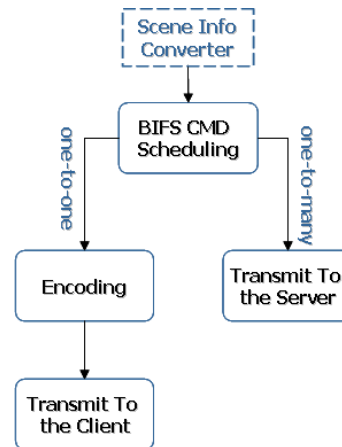 Scene Info
Converter
BIFS CMD
Scheduling
one-to-one
one-to-many
Encoding
Transmit To
the Server
Transmit To
the Client